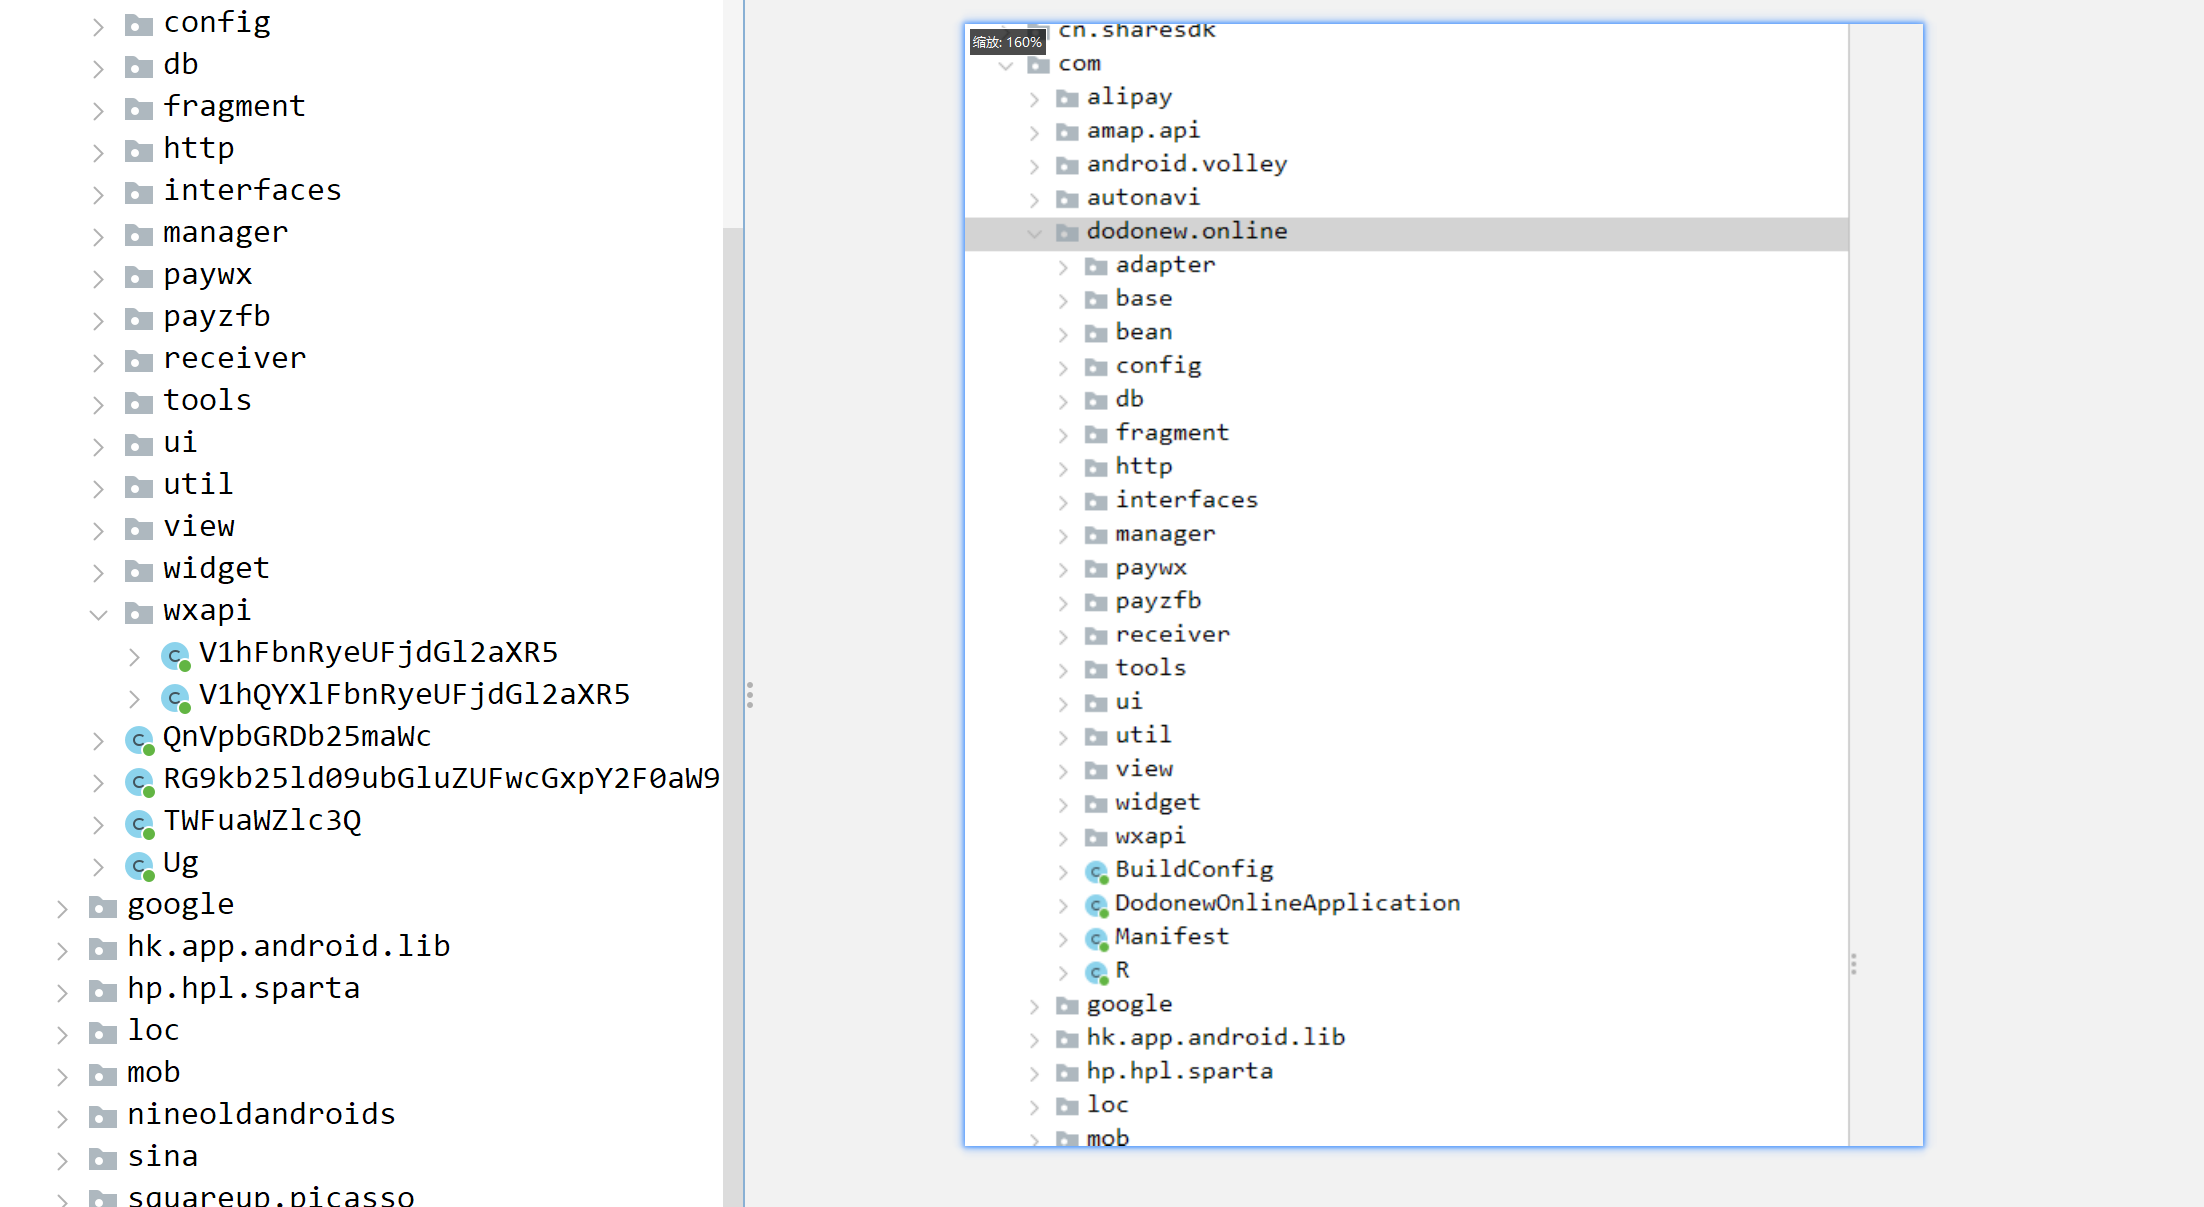 config
db
fragment
http
interfaces
manager
paywx
payzfb
receiver
tools
ui
util
view
widget
wxapi
V1hFbnRyeUFjdGl2aXR5
V1hQYXlFbnRyeUFjdGl2aXR5
QnVpbGRDb25maWc
RG9kb25ld09ubGluZUFwcGxpY2F0aW9
TWFuaWZlc3Q
Ug
google
hk.app.android.lib
hp.hpl.sparta
loc
mob
nineoldandroids
sina
squareup.picasso
cn.sharesdk
缩放: 160%
com
alipay
amap.api
android.volley
autonavi
dodonew.online
adapter
base
bean
config
db
fragment
http
interfaces
manager
paywx
payzfb
receiver
tools
ui
util
view
widget
wxapi
BuildConfig
DodonewOnlineApplication
Manifest
R
google
hk.app.android.lib
hp.hpl.sparta
loc
mob